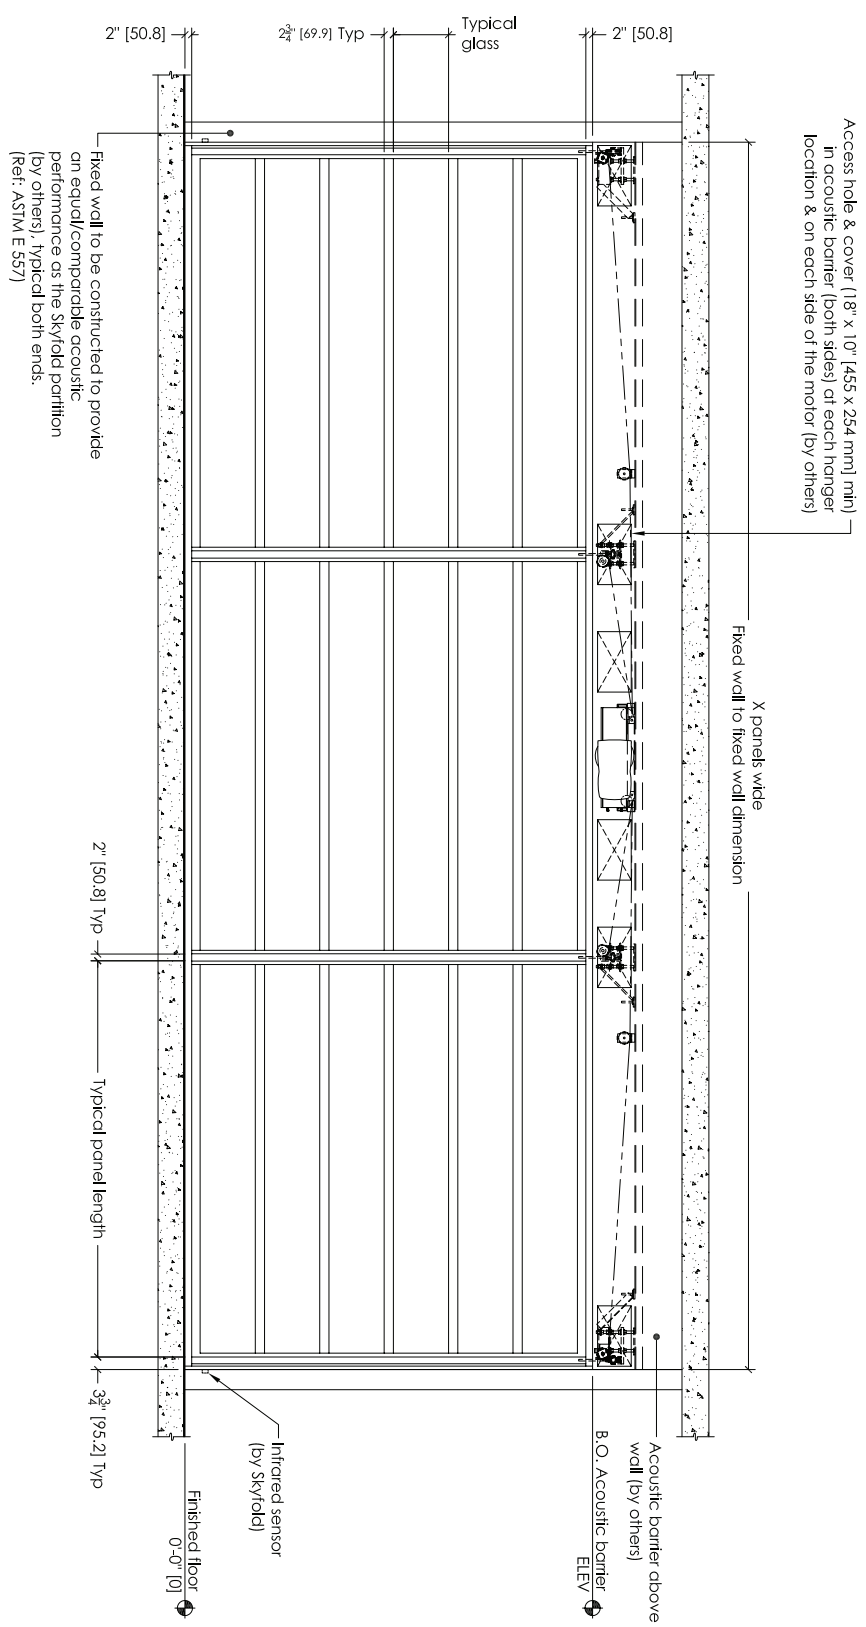 Access hole & cover (18" x 10" [455 x 254 mm] min)
in acoustic barrier (both sides) at each hanger
location & on each side of the motor (by others)
X panels wide
Fixed wall to fixed wall dimension
Acoustic barrier above
wall (by others)
B.O. Acoustic barrier
ELEV
2" [50.8]
Typical
glass
2¾" [69.9] Typ
2" [50.8]
Infrared sensor
(by Skyfold)
Finished floor
0'-0" [0]
Fixed wall to be constructed to provide
an equal/comparable acoustic
performance as the Skyfold partition
(by others), typical both ends.
(Ref: ASTM E 557)
2" [50.8] Typ
Typical panel length
3¾" [95.2] Typ